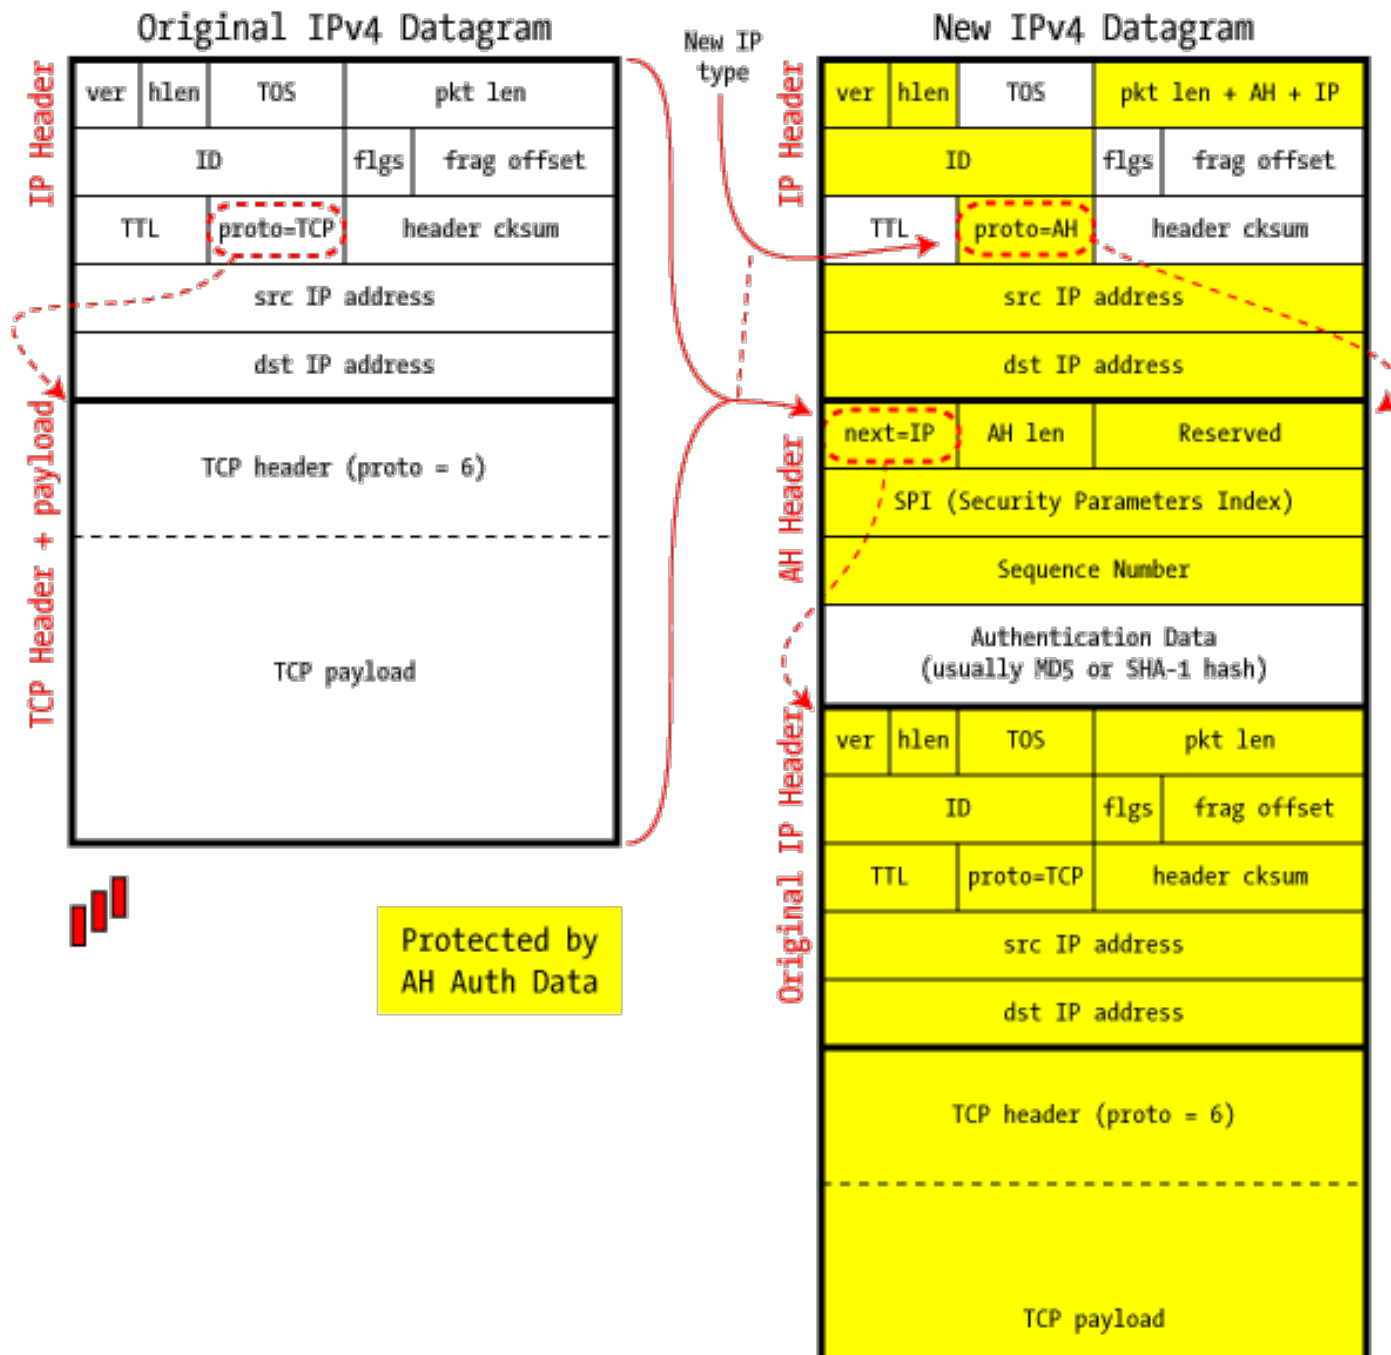 Original IPv4 Datagram
IP Header
ver hlen TOS pkt len
ID flgs frag offset
TTL proto=TCP header cksum
src IP address
dst IP address
TCP Header + payload
TCP header (proto = 6)
TCP payload
Protected by
AH Auth Data
New IP
type
New IPv4 Datagram
IP Header
ver hlen TOS pkt len + AH + IP
ID flgs frag offset
TTL proto=AH header cksum
src IP address
dst IP address
AH Header
next=IP AH len Reserved
SPI (Security Parameters Index)
Sequence Number
Authentication Data
(usually MD5 or SHA-1 hash)
Original IP Header
ver hlen TOS pkt len
ID flgs frag offset
TTL proto=TCP header cksum
src IP address
dst IP address
TCP header (proto = 6)
TCP payload